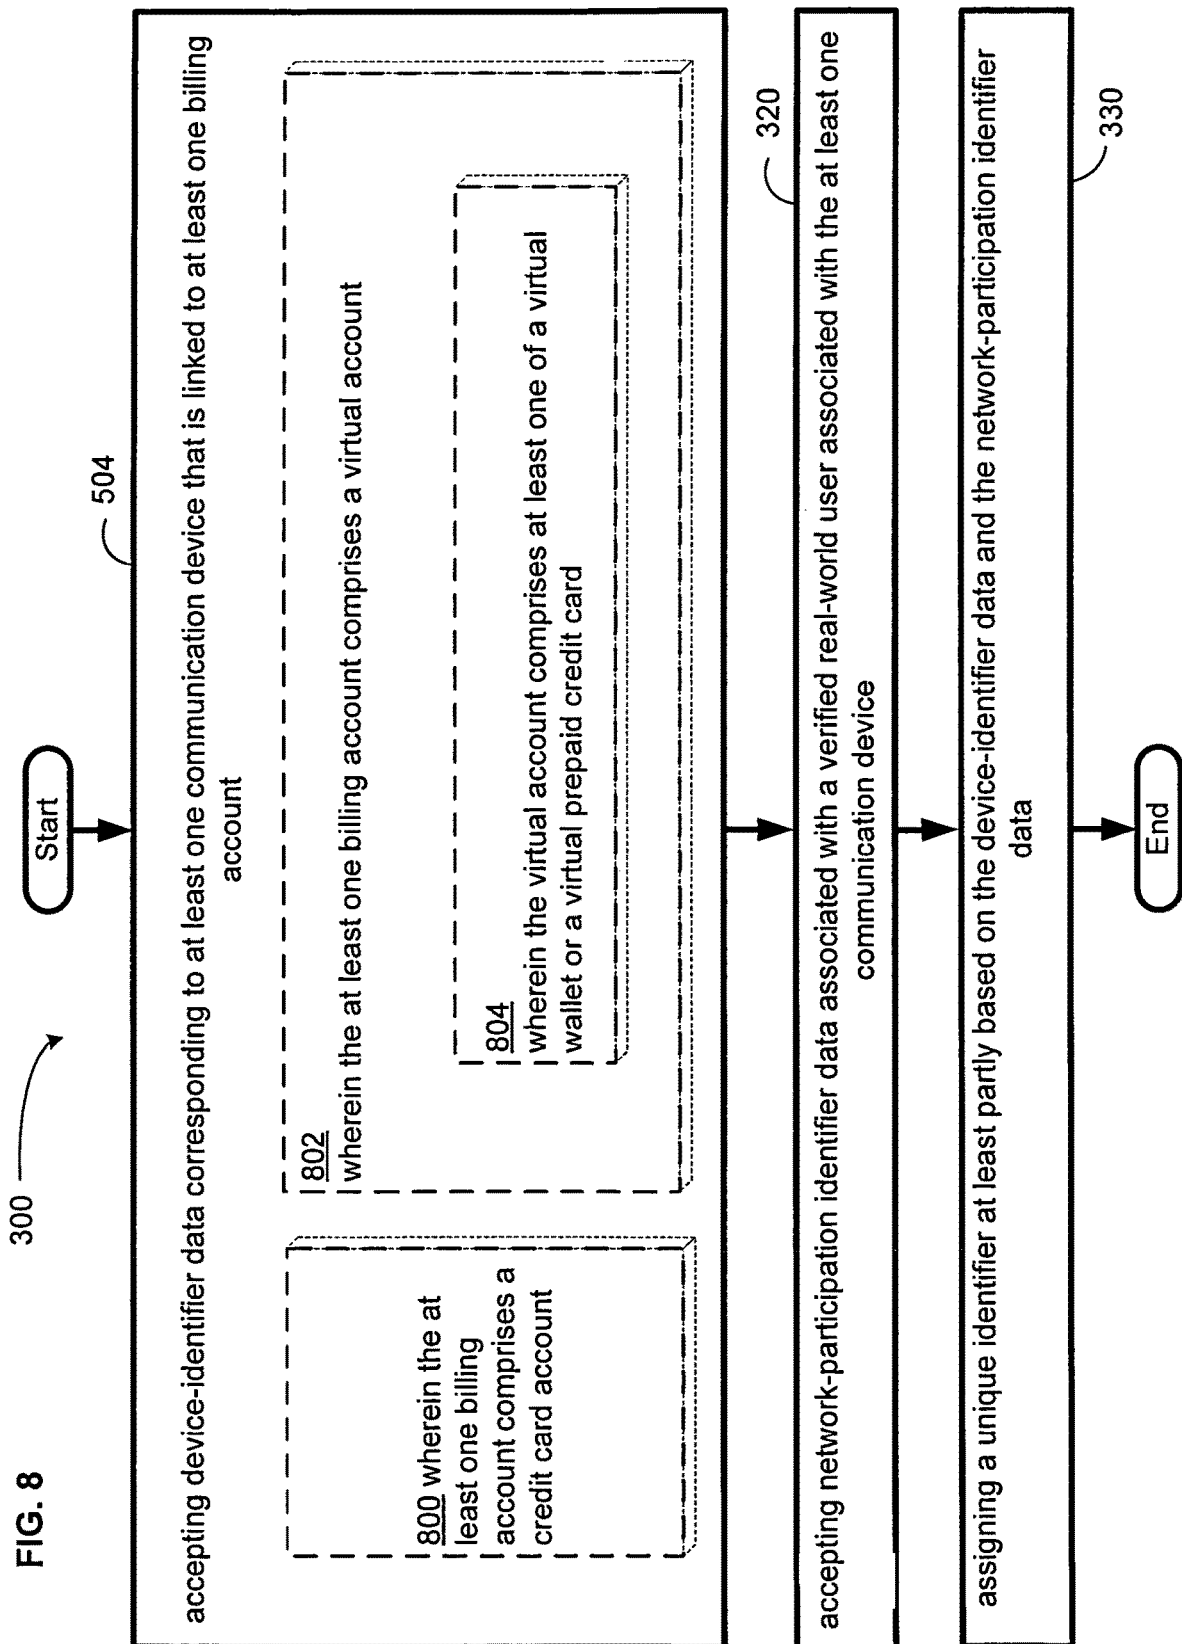 FIG. 8
300
Start
504
accepting device-identifier data corresponding to at least one communication device that is linked to at least one billing
account
800 wherein the at
least one billing
account comprises a
credit card account
802
wherein the at least one billing account comprises a virtual account
804
wherein the virtual account comprises at least one of a virtual
wallet or a virtual prepaid credit card
320
accepting network-participation identifier data associated with a verified real-world user associated with the at least one
communication device
330
assigning a unique identifier at least partly based on the device-identifier data and the network-participation identifier
data
End